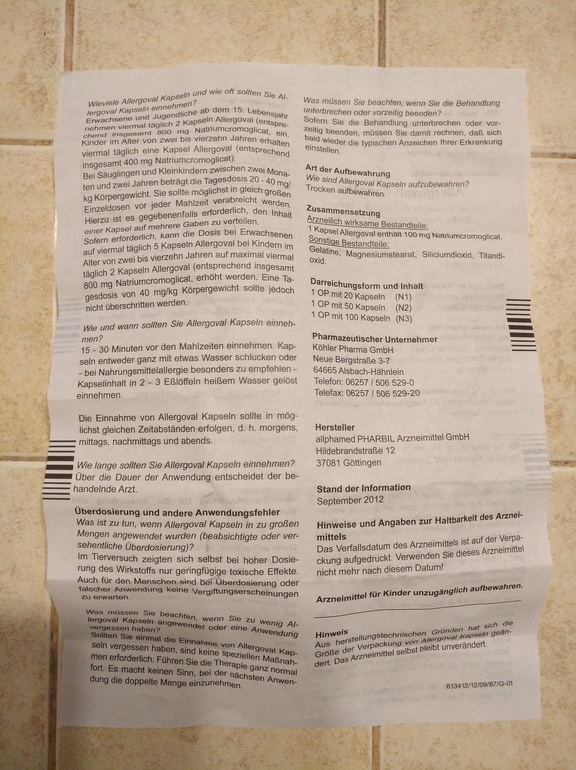 Wieviele Allergoval Kapseln und wie oft sollten Sie Al-
lergoval Kapseln einnehmen?
Erwachsene und Jugendliche ab dem 15. Lebensjahr
nehmen viermal täglich 2 Kapseln Allergoval (entspre-
chend insgesamt 800 mg Natriumcromoglicat, ein.
Kinder im Alter von zwei bis vierzehn Jahren erhalten
viermal täglich eine Kapsel Allergoval (entsprechend
insgesamt 400 mg Natriumcromoglicat).
Bei Säuglingen und Kleinkindern zwischen zwei Mona-
ten und zwei Jahren beträgt die Tagesdosis 20 - 40 mg/
kg Körpergewicht. Sie sollte möglichst in gleich großen
Einzeldosen vor jeder Mahlzeit verabreicht werden.
Hierzu ist es gegebenenfalls erforderlich, den Inhalt
einer Kapsel auf mehrere Gaben zu verteilen.
Sofern erforderlich, kann die Dosis bei Erwachsenen
auf viermal täglich 5 Kapseln Allergoval bei Kindern im
Alter von zwei bis vierzehn Jahren auf maximal viermal
täglich 2 Kapseln Allergoval (entsprechend insgesamt
800 mg Natriumcromoglicat, erhöht werden. Eine Ta-
gesdosis von 40 mg/kg Körpergewicht sollte jedoch
nicht überschritten werden.
Wie und wann sollten Sie Allergoval Kapseln einneh-
men?
15 – 30 Minuten vor den Mahlzeiten einnehmen. Kap-
seln entweder ganz mit etwas Wasser schlucken oder
– bei Nahrungsmittelallergie besonders zu empfehlen –
Kapselinhalt in 2 – 3 Eßlöffeln heißem Wasser gelöst
einnehmen.
Die Einnahme von Allergoval Kapseln sollte in mög-
lichst gleichen Zeitabständen erfolgen, d. h. morgens,
mittags, nachmittags und abends.
Wie lange sollten Sie Allergoval Kapseln einnehmen?
Über die Dauer der Anwendung entscheidet der be-
handelnde Arzt.
Überdosierung und andere Anwendungsfehler
Was ist zu tun, wenn Allergoval Kapseln in zu großen
Mengen angewendet wurden (beabsichtigte oder ver-
sehentliche Überdosierung)?
Im Tierversuch zeigten sich selbst bei hoher Dosie-
rung des Wirkstoffs nur geringfügige toxische Effekte.
Auch für den Menschen sind bei Überdosierung oder
falscher Anwendung keine Vergiftungserscheinungen
zu erwarten.
Was müssen Sie beachten, wenn Sie zu wenig Al-
lergoval Kapseln angewendet oder eine Anwendung
vergessen haben?
Sollten Sie einmal die Einnahme von Allergoval Kap-
seln vergessen haben, sind keine speziellen Maßnah-
men erforderlich. Führen Sie die Therapie ganz normal
fort. Es macht keinen Sinn, bei der nächsten Anwen-
dung die doppelte Menge einzunehmen.
Was müssen Sie beachten, wenn Sie die Behandlung
unterbrechen oder vorzeitig beenden?
Sofern Sie die Behandlung unterbrechen oder vor-
zeitig beenden, müssen Sie damit rechnen, daß sich
bald wieder die typischen Anzeichen Ihrer Erkrankung
einstellen.
Art der Aufbewahrung
Wie sind Allergoval Kapseln aufzubewahren?
Trocken aufbewahren.
Zusammensetzung
Arzneilich wirksame Bestandteile:
1 Kapsel Allergoval enthält 100 mg Natriumcromoglicat.
Sonstige Bestandteile:
Gelatine, Magnesiumstearat, Siliciumdioxid, Titandi-
oxid.
Darreichungsform und Inhalt
1 OP mit 20 Kapseln (N1)
1 OP mit 50 Kapseln (N2)
1 OP mit 100 Kapseln (N3)
Pharmazeutischer Unternehmer
Köhler Pharma GmbH
Neue Bergstraße 3-7
64665 Alsbach-Hähnlein
Telefon: 06257 / 506 529-0
Telefax: 06257 / 506 529-20
Hersteller
allphamed PHARBIL Arzneimittel GmbH
Hildebrandstraße 12
37081 Göttingen
Stand der Information
September 2012
Hinweise und Angaben zur Haltbarkeit des Arznei-
mittels
Das Verfallsdatum des Arzneimittels ist auf der Verpa-
ckung aufgedruckt. Verwenden Sie dieses Arzneimittel
nicht mehr nach diesem Datum!
Arzneimittel für Kinder unzugänglich aufbewahren.
Hinweis
Aus herstellungstechnischen Gründen hat sich die
Größe der Verpackung von Allergoval Kapseln geän-
dert. Das Arzneimittel selbst bleibt unverändert.
813412/12/09/87/G-01